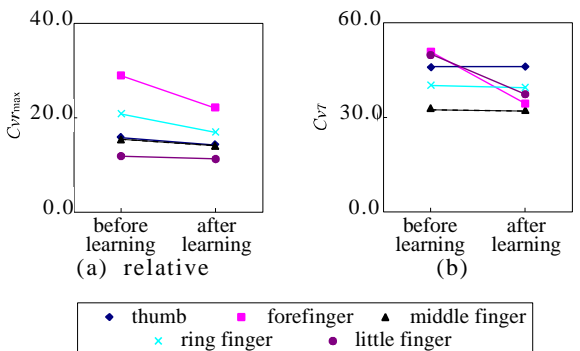 40.0
20.0
0.0
Cvr_max
before learning
after learning
(a) relative
60.0
30.0
0.0
Cv_T
before learning
after learning
(b)
thumb
forefinger
middle finger
ring finger
little finger